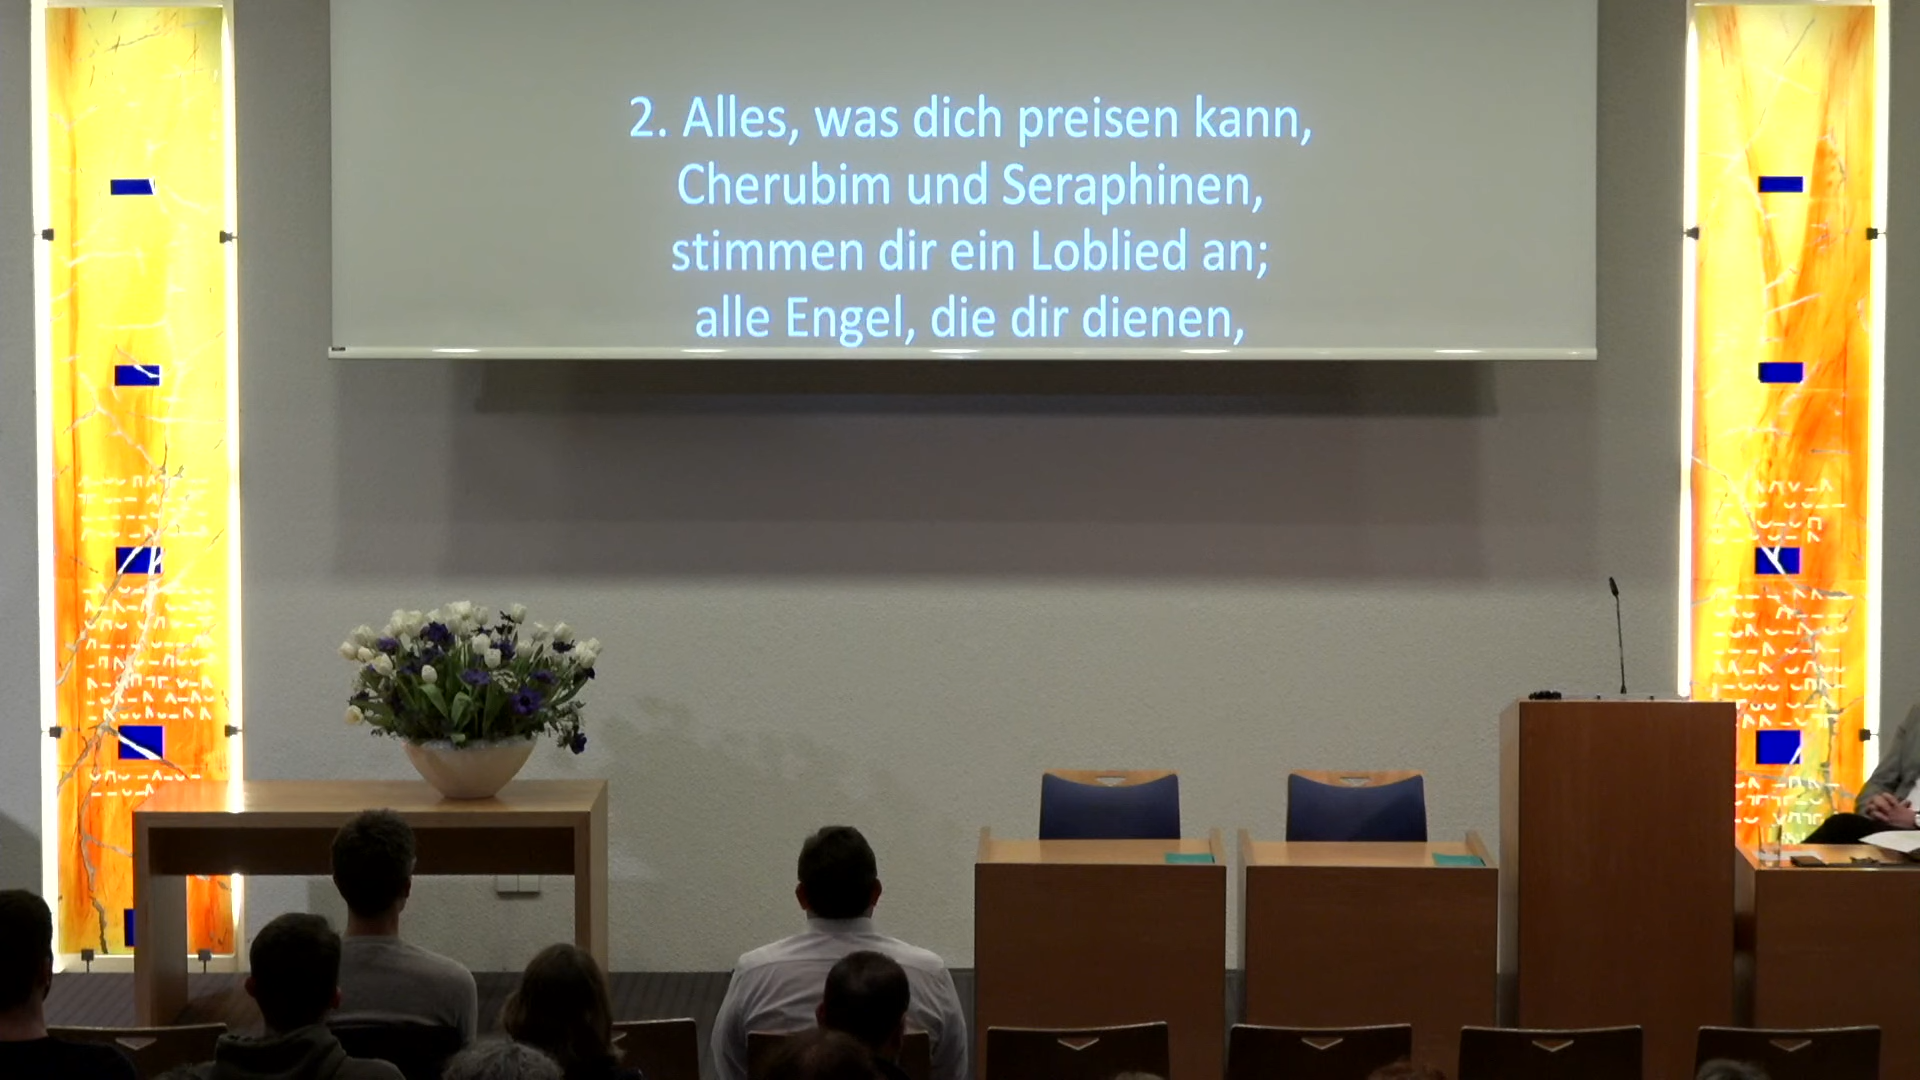 2. Alles, was dich preisen kann,
Cherubim und Seraphinen,
stimmen dir ein Loblied an;
alle Engel, die dir dienen,